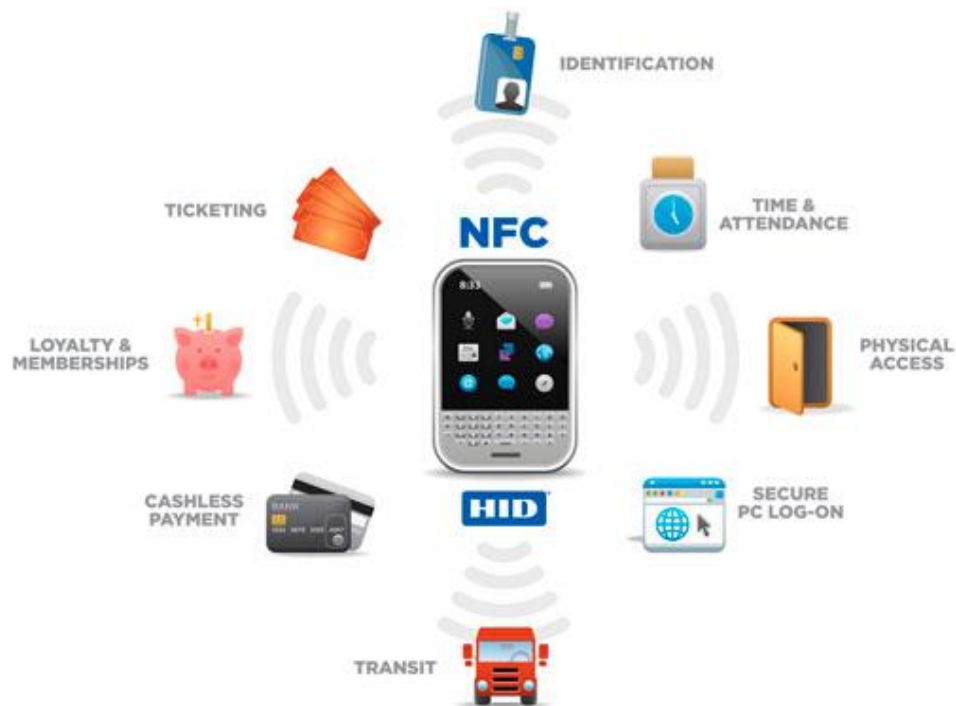 IDENTIFICATION
TICKETING
TIME &
ATTENDANCE
NFC
8:33
LOYALTY &
MEMBERSHIPS
PHYSICAL
ACCESS
CASHLESS
PAYMENT
BANK
HID
SECURE
PC LOG-ON
TRANSIT